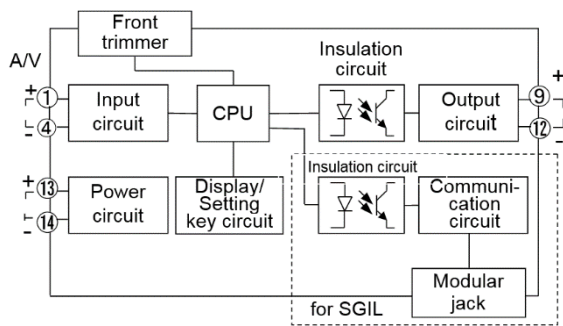 Front
trimmer
A/V
Insulation
circuit
+
1
4
-
Input
circuit
CPU
Output
circuit
9
12
+
-
+
13
14
-
Power
circuit
Display/
Setting
key circuit
Insulation circuit
Communi-
cation
circuit
Modular
jack
for SGIL